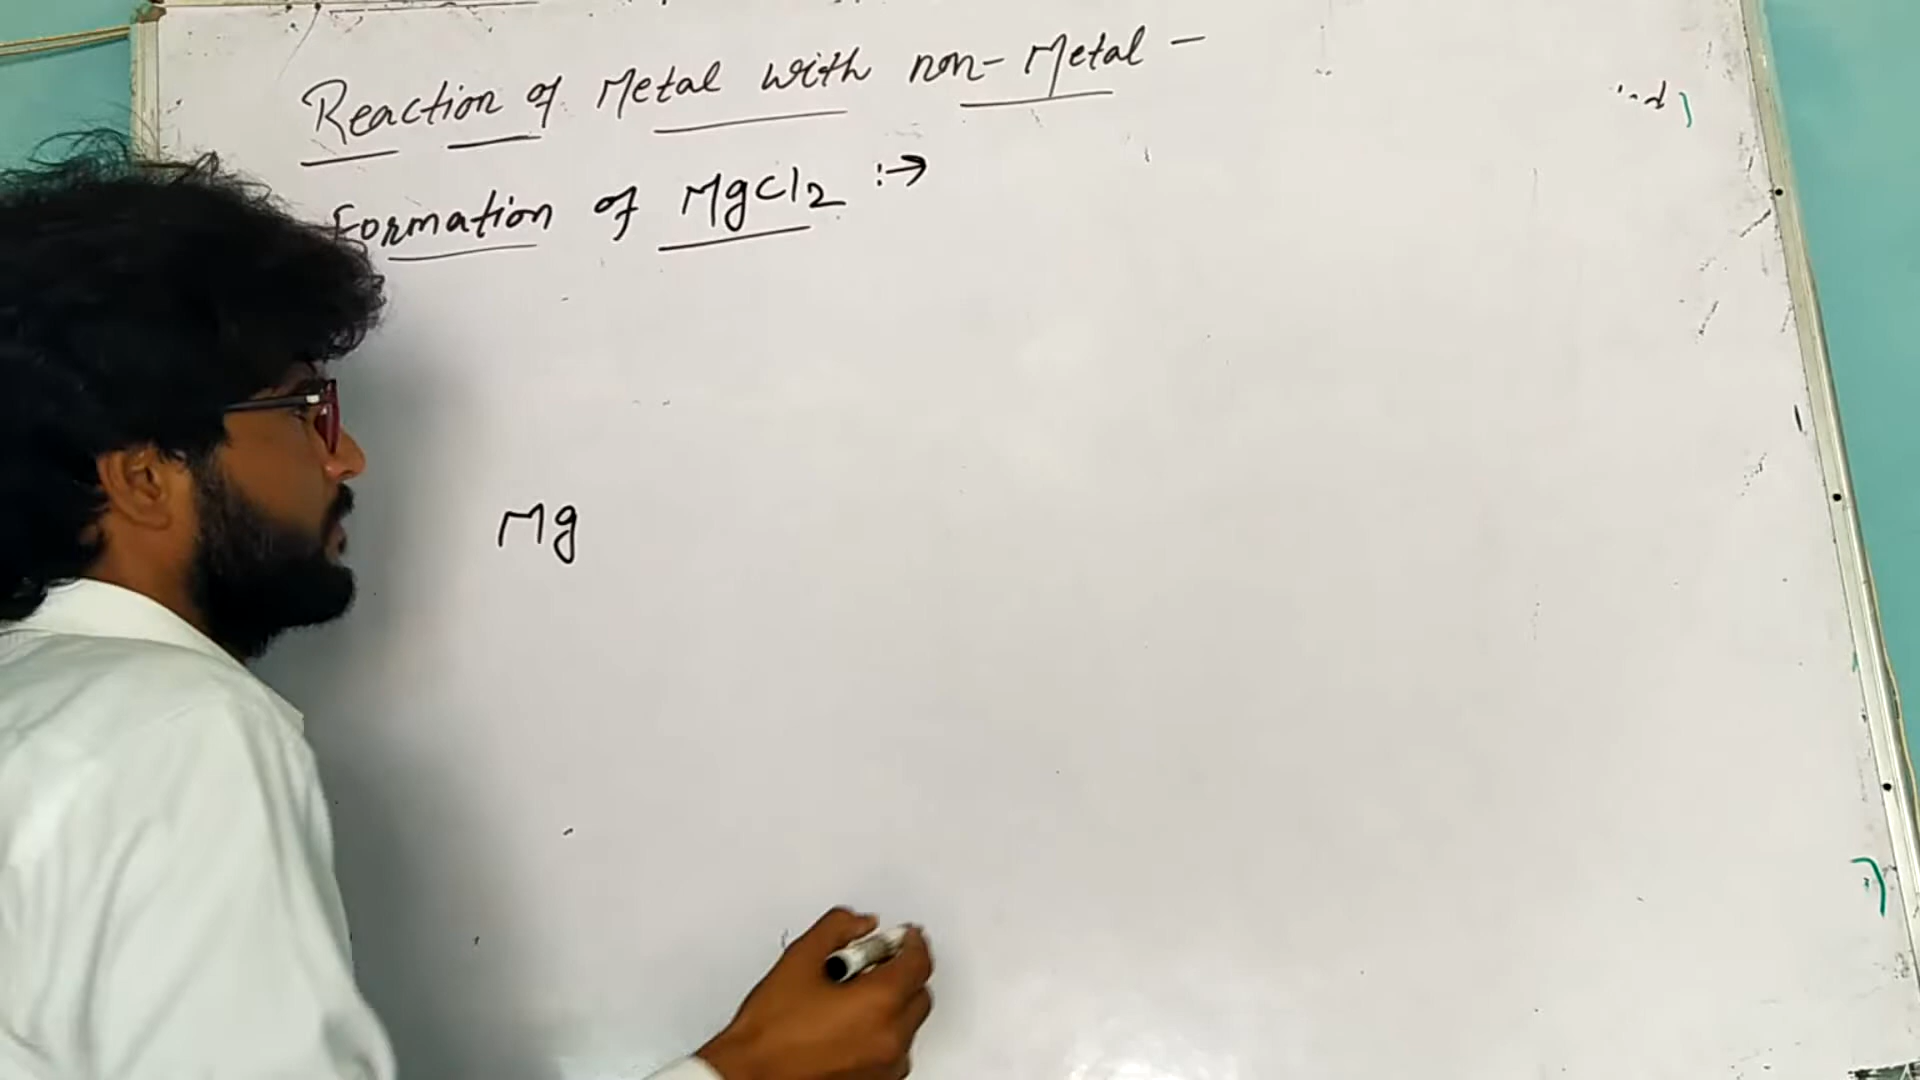 Reaction of Metal with non-Metal -
Formation of MgCl2 :→
Mg